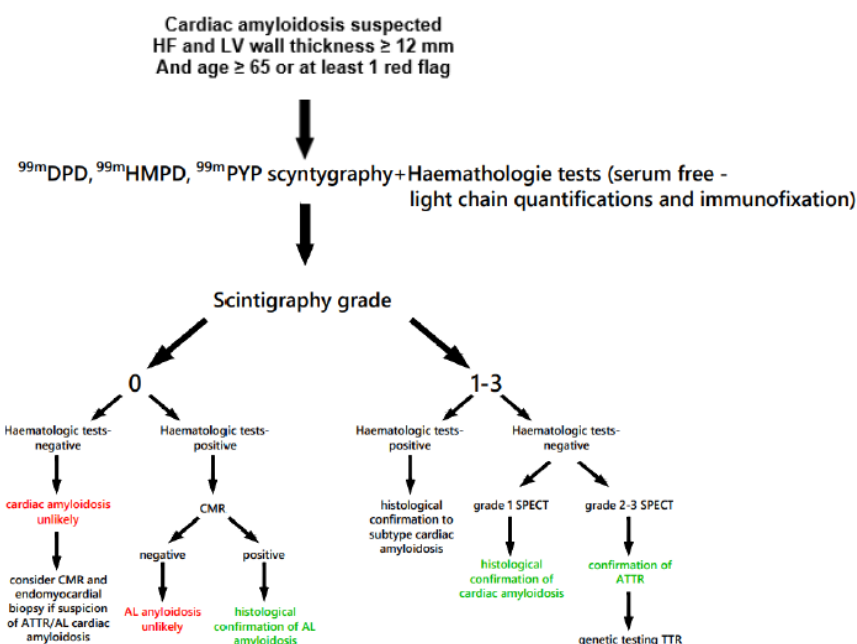 Cardiac amyloidosis suspected
HF and LV wall thickness ≥ 12 mm
And age ≥ 65 or at least 1 red flag
99mDPD, 99mHMPD, 99mPYP scyntygraphy+Haemathologie tests (serum free -
light chain quantifications and immunofixation)
Scintigraphy grade
0
1-3
Haematologic tests-
negative
Haematologic tests-
positive
Haematologic tests-
positive
Haematologic tests-
negative
cardiac amyloidosis
unlikely
CMR
histological
confirmation to
subtype cardiac
amyloidosis
grade 1 SPECT
grade 2-3 SPECT
negative
positive
histological
confirmation of
cardiac amyloidosis
confirmation of
ATTR
consider CMR and
endomyocardial
biopsy if suspicion
of ATTR/AL cardiac
amyloidosis
AL anyloidosis
unlikely
histological
confirmation of AL
amyloidosis
genetic testing TTR